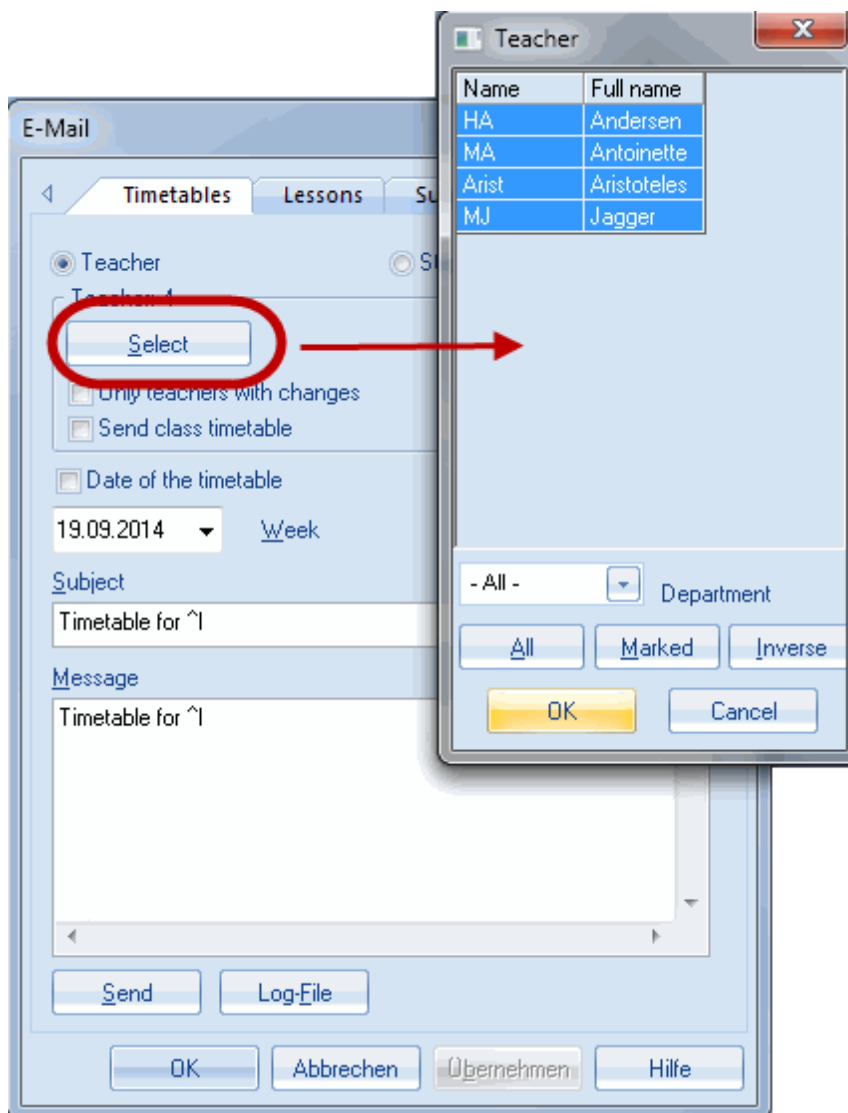 Teacher
Name Full name
HA Andersen
MA Antoinette
Arist Aristoteles
MJ Jagger
- All - Department
All Marked Inverse
OK Cancel
E-Mail
Timetables Lessons
Teacher
Select
Only teachers with changes
Send class timetable
Date of the timetable
19.09.2014 Week
Subject
Timetable for ^I
Message
Timetable for ^I
Send Log-File
OK Abbrechen Übernehmen Hilfe